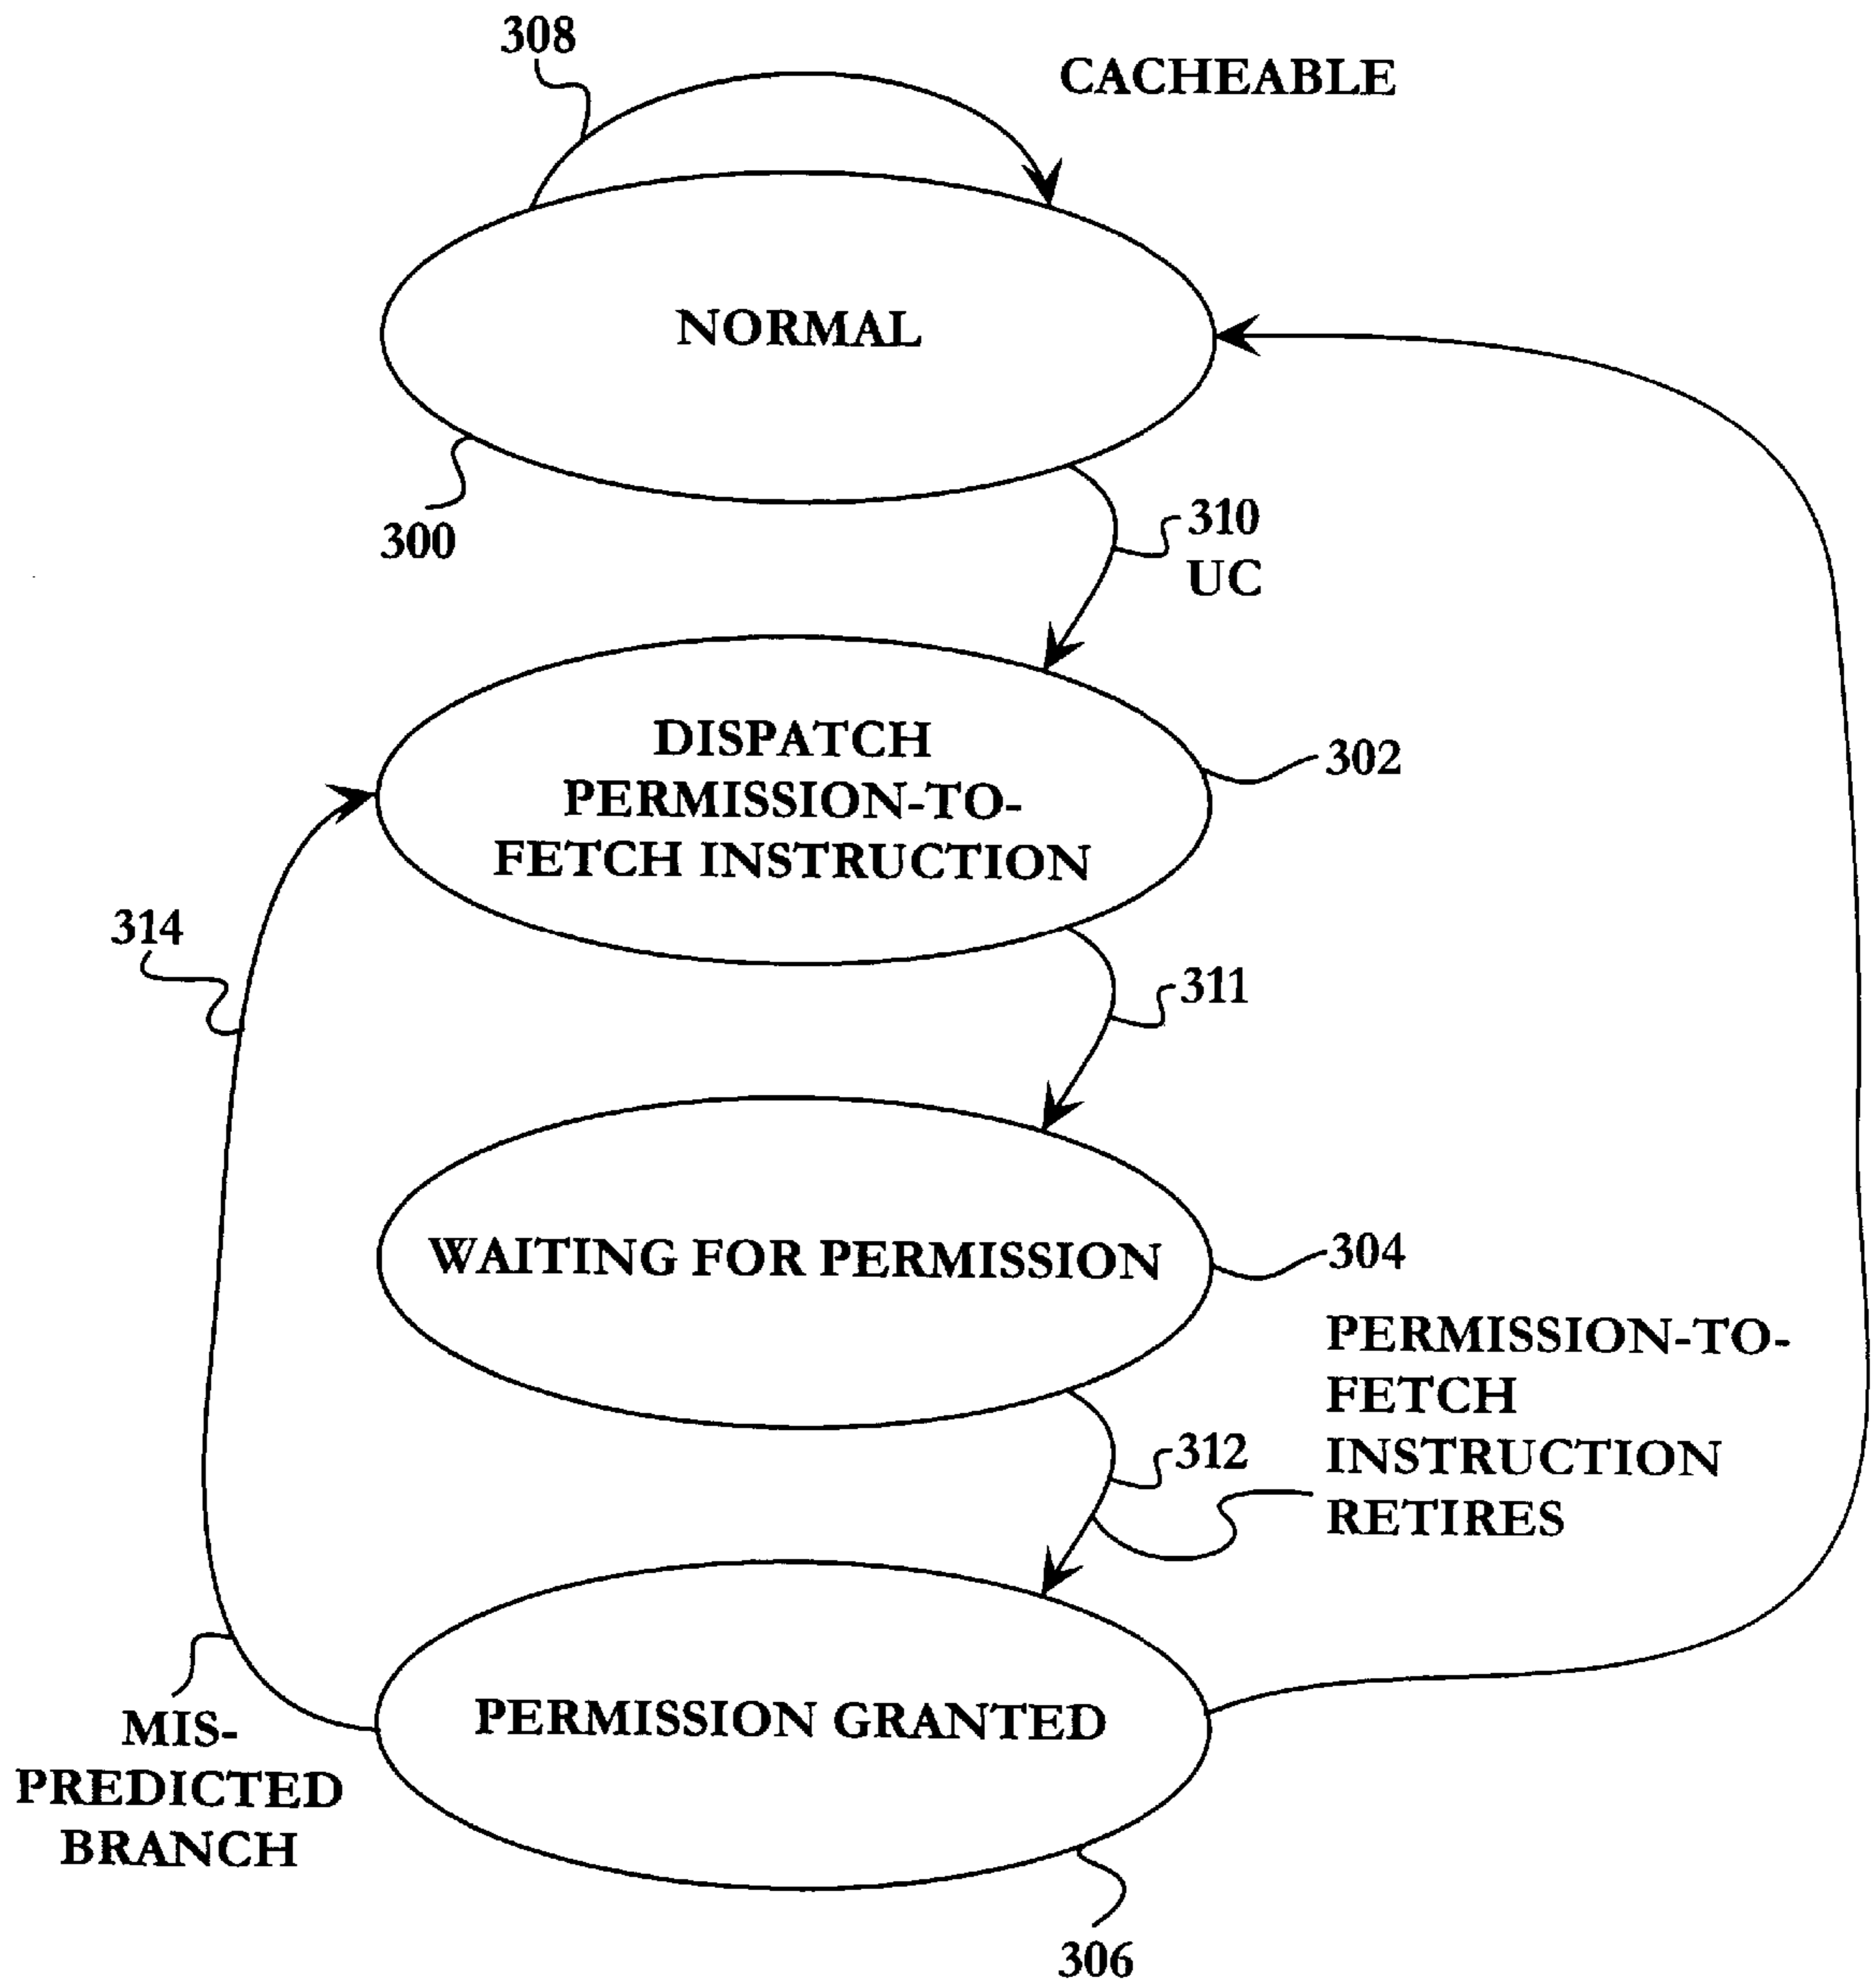 308
CACHEABLE
NORMAL
300
310
UC
DISPATCH
PERMISSION-TO-
FETCH INSTRUCTION
302
314
311
WAITING FOR PERMISSION
304
PERMISSION-TO-
FETCH
INSTRUCTION
RETIRES
312
PERMISSION GRANTED
MIS-
PREDICTED
BRANCH
306